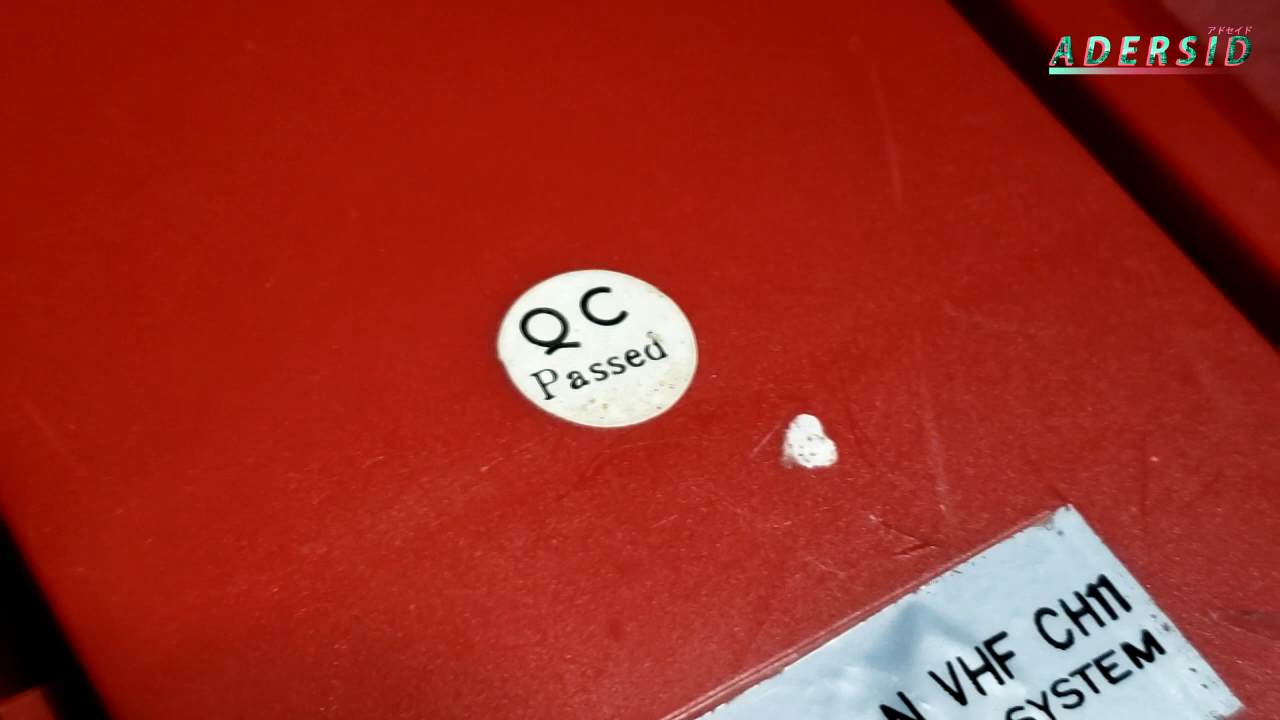 アドセイド
ADERSID
QC
Passed
N VHF CH11
SYSTEM